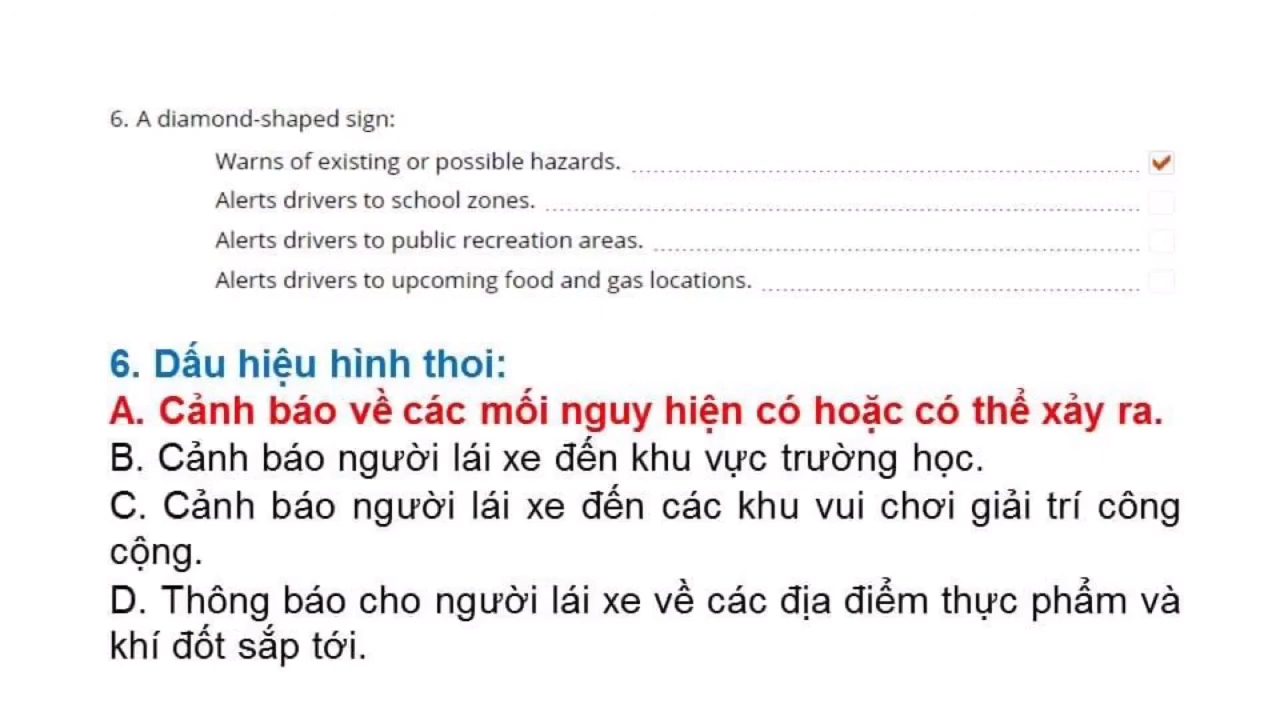 6. A diamond-shaped sign:
Warns of existing or possible hazards.
Alerts drivers to school zones.
Alerts drivers to public recreation areas.
Alerts drivers to upcoming food and gas locations.
6. Dấu hiệu hình thoi:
A. Cảnh báo về các mối nguy hiện có hoặc có thể xảy ra.
B. Cảnh báo người lái xe đến khu vực trường học.
C. Cảnh báo người lái xe đến các khu vui chơi giải trí công
cộng.
D. Thông báo cho người lái xe về các địa điểm thực phẩm và
khí đốt sắp tới.